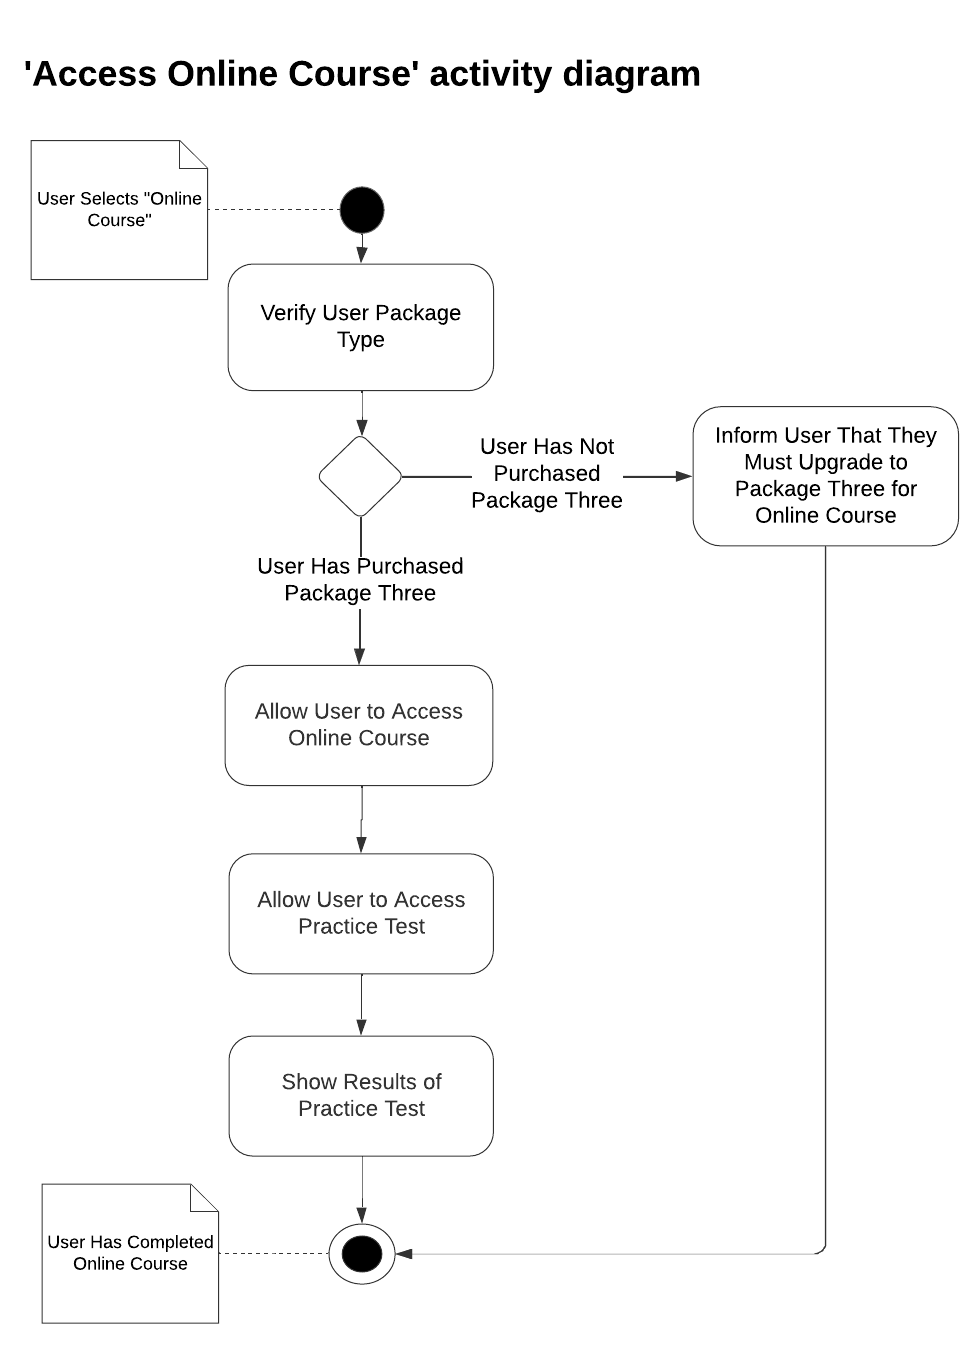 'Access Online Course' activity diagram
User Selects "Online
Course"
Verify User Package
Type
User Has Not
Purchased
Package Three
Inform User That They
Must Upgrade to
Package Three for
Online Course
User Has Purchased
Package Three
Allow User to Access
Online Course
Allow User to Access
Practice Test
Show Results of
Practice Test
User Has Completed
Online Course